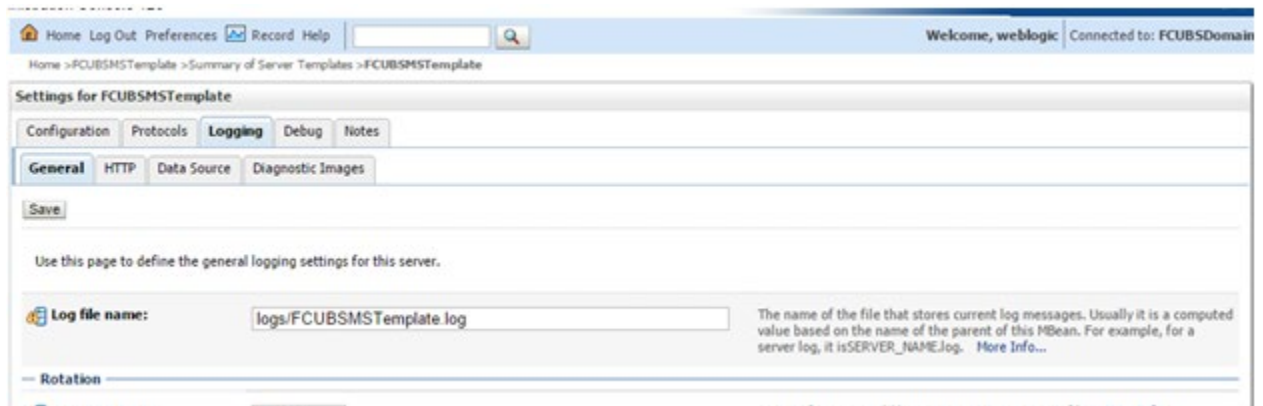 Home Log Out Preferences Record Help
Welcome, weblogic Connected to: FCUBSDomain
Home >FCUBSMSTemplate >Summary of Server Templates >FCUBSMSTemplate
Settings for FCUBSMSTemplate
Configuration Protocols Logging Debug Notes
General HTTP Data Source Diagnostic Images
Save
Use this page to define the general logging settings for this server.
Log file name:
logs/FCUBSMSTemplate.log
The name of the file that stores current log messages. Usually it is a computed
value based on the name of the parent of this MBean. For example, for a
server log, it isSERVER_NAME.log. More Info...
Rotation